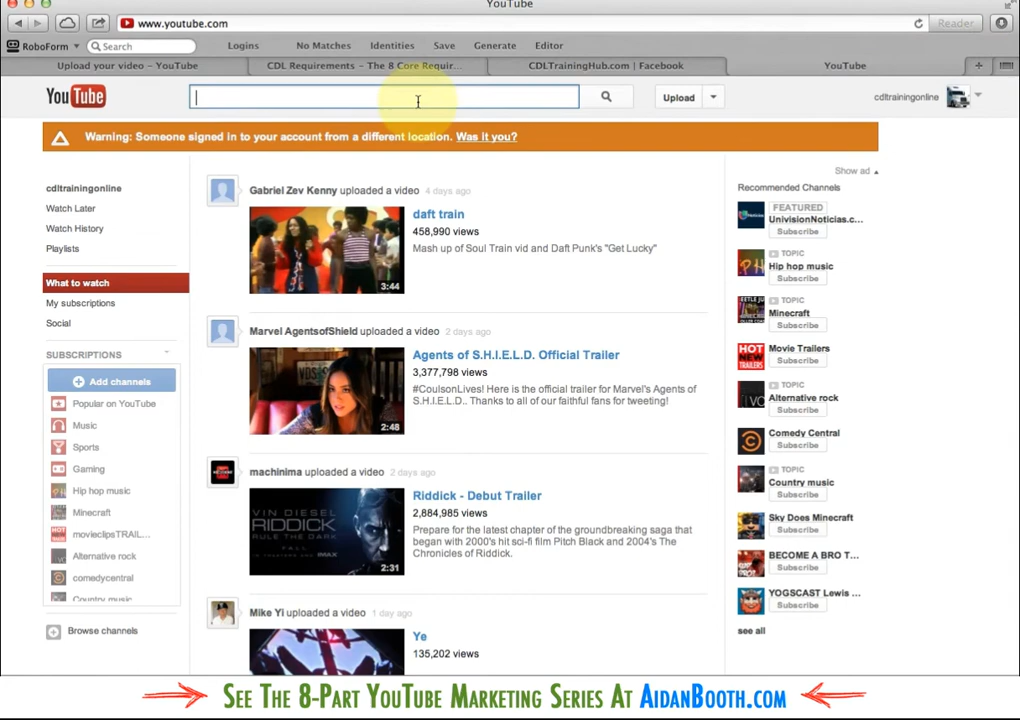 YouTube
www.youtube.com
Reader
RoboForm
Search
Logins
No Matches
Identities
Save
Generate
Editor
Upload your video – YouTube
CDL Requirements – The 8 Core Requir...
CDLTrainingHub.com | Facebook
YouTube
YouTube
Upload
cdltrainingonline
Warning: Someone signed in to your account from a different location. Was it you?
cdltrainingonline
Watch Later
Watch History
Playlists
What to watch
My subscriptions
Social
SUBSCRIPTIONS
Add channels
Popular on YouTube
Music
Sports
Gaming
Hip hop music
Minecraft
movieclipsTRAIL...
Alternative rock
comedycentral
Country music
Browse channels
Gabriel Zev Kenny uploaded a video 4 days ago
daft train
458,990 views
Mash up of Soul Train vid and Daft Punk's "Get Lucky"
3:44
Marvel AgentsofShield uploaded a video 2 days ago
Agents of S.H.I.E.L.D. Official Trailer
3,377,798 views
#CoulsonLives! Here is the official trailer for Marvel's Agents of
S.H.I.E.L.D.. Thanks to all of our faithful fans for tweeting!
2:48
machinima uploaded a video 2 days ago
Riddick - Debut Trailer
2,884,985 views
Prepare for the latest chapter of the groundbreaking saga that
began with 2000's hit sci-fi film Pitch Black and 2004's The
Chronicles of Riddick.
VIN DIESEL
RIDDICK
RULE THE DARK
2:31
Mike Yi uploaded a video 1 day ago
Ye
135,202 views
Show ad
Recommended Channels
FEATURED
UnivisionNoticias.c...
Subscribe
TOPIC
Hip hop music
Subscribe
TOPIC
Minecraft
Subscribe
Movie Trailers
Subscribe
TOPIC
Alternative rock
Subscribe
Comedy Central
Subscribe
TOPIC
Country music
Subscribe
Sky Does Minecraft
Subscribe
BECOME A BRO T...
Subscribe
YOGSCAST Lewis ...
Subscribe
see all
SEE THE 8-PART YOUTUBE MARKETING SERIES AT AIDANBOOTH.COM